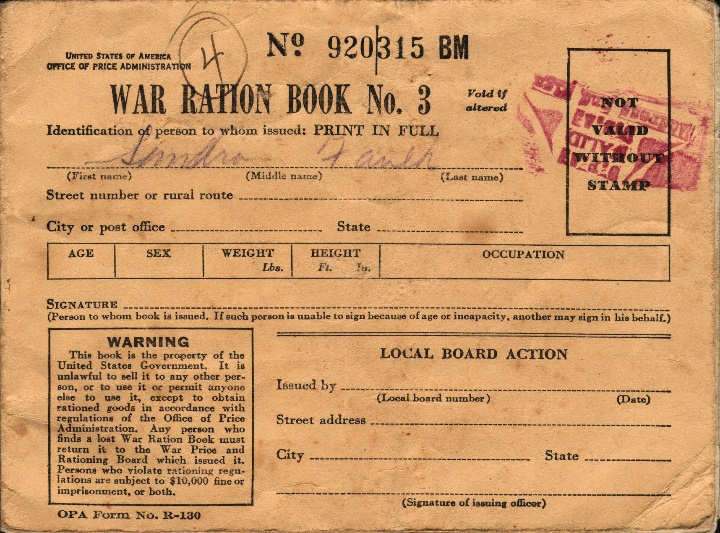 UNITED STATES OF AMERICA
OFFICE OF PRICE ADMINISTRATION
4
Nº 920315 BM
WAR RATION BOOK No. 3
Void if altered
Identification of person to whom issued: PRINT IN FULL
Sandra
(First name) (Middle name) (Last name)
Street number or rural route
City or post office State
NOT
VALID
WITHOUT
STAMP
AGE SEX WEIGHT HEIGHT OCCUPATION
Lbs. Ft. In.
SIGNATURE
(Person to whom book is issued. If such person is unable to sign because of age or incapacity, another may sign in his behalf.)
WARNING
This book is the property of the
United States Government. It is
unlawful to sell it to any other per-
son, or to use it or permit anyone
else to use it, except to obtain
rationed goods in accordance with
regulations of the Office of Price
Administration. Any person who
finds a lost War Ration Book must
return it to the War Price and
Rationing Board which issued it.
Persons who violate rationing regu-
lations are subject to $10,000 fine or
imprisonment, or both.
OPA Form No. R-130
LOCAL BOARD ACTION
Issued by
(Local board number) (Date)
Street address
City State
(Signature of issuing officer)